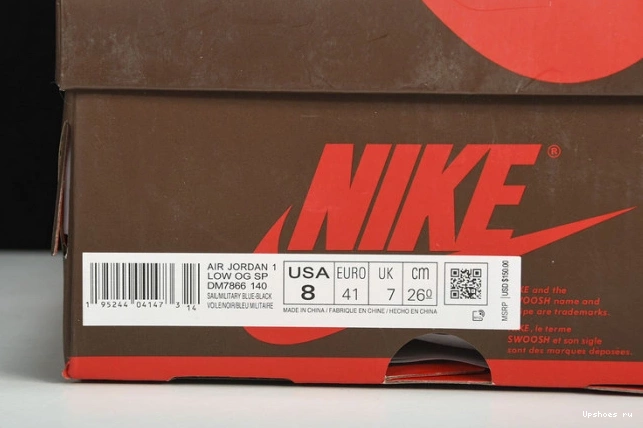 NIKE®
AIR JORDAN 1
LOW OG SP
DM7866 140
SAIL/MILITARY BLUE-BLACK
VOILE/NOIR/BLEU MILITAIRE
1 95244 04147 3 14
USA 8
EURO 41
UK 7
cm 26
MADE IN CHINA / FABRIQUE EN CHINE / HECHO EN CHINA
MSRP USD $150.00
and the
SWOOSH name and
are trademarks.
le terme
SWOOSH et son sigle
sont des marques deposees.
Upshoes ru